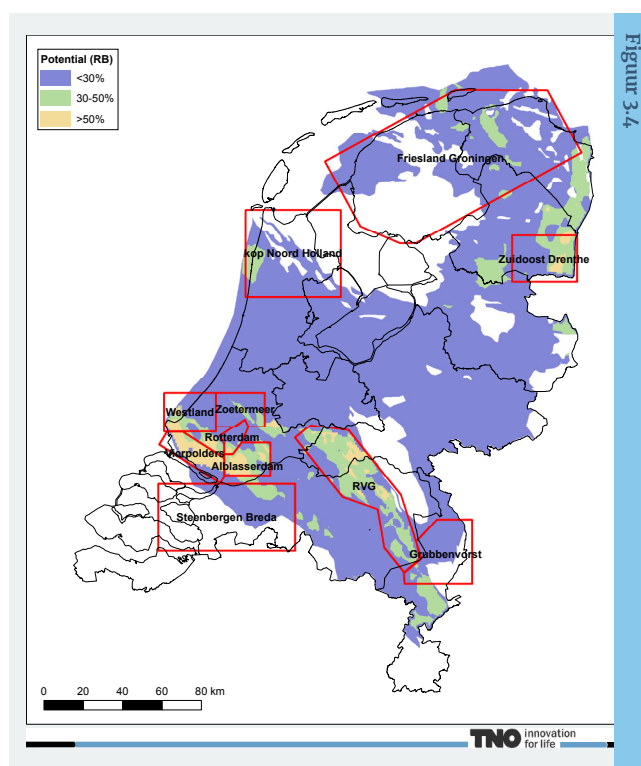 Figuur 3.4
Potential (RB)
<30%
30-50%
>50%
Friesland Groningen
kop Noord Holland
Zuidoost Drenthe
Westland
Zoetermeer
Rotterdam
Vierpolders
Alblasserdam
RVG
Steenbergen Breda
Grubbenvorst
0 20 40 60 80 km
TNO innovation
for life